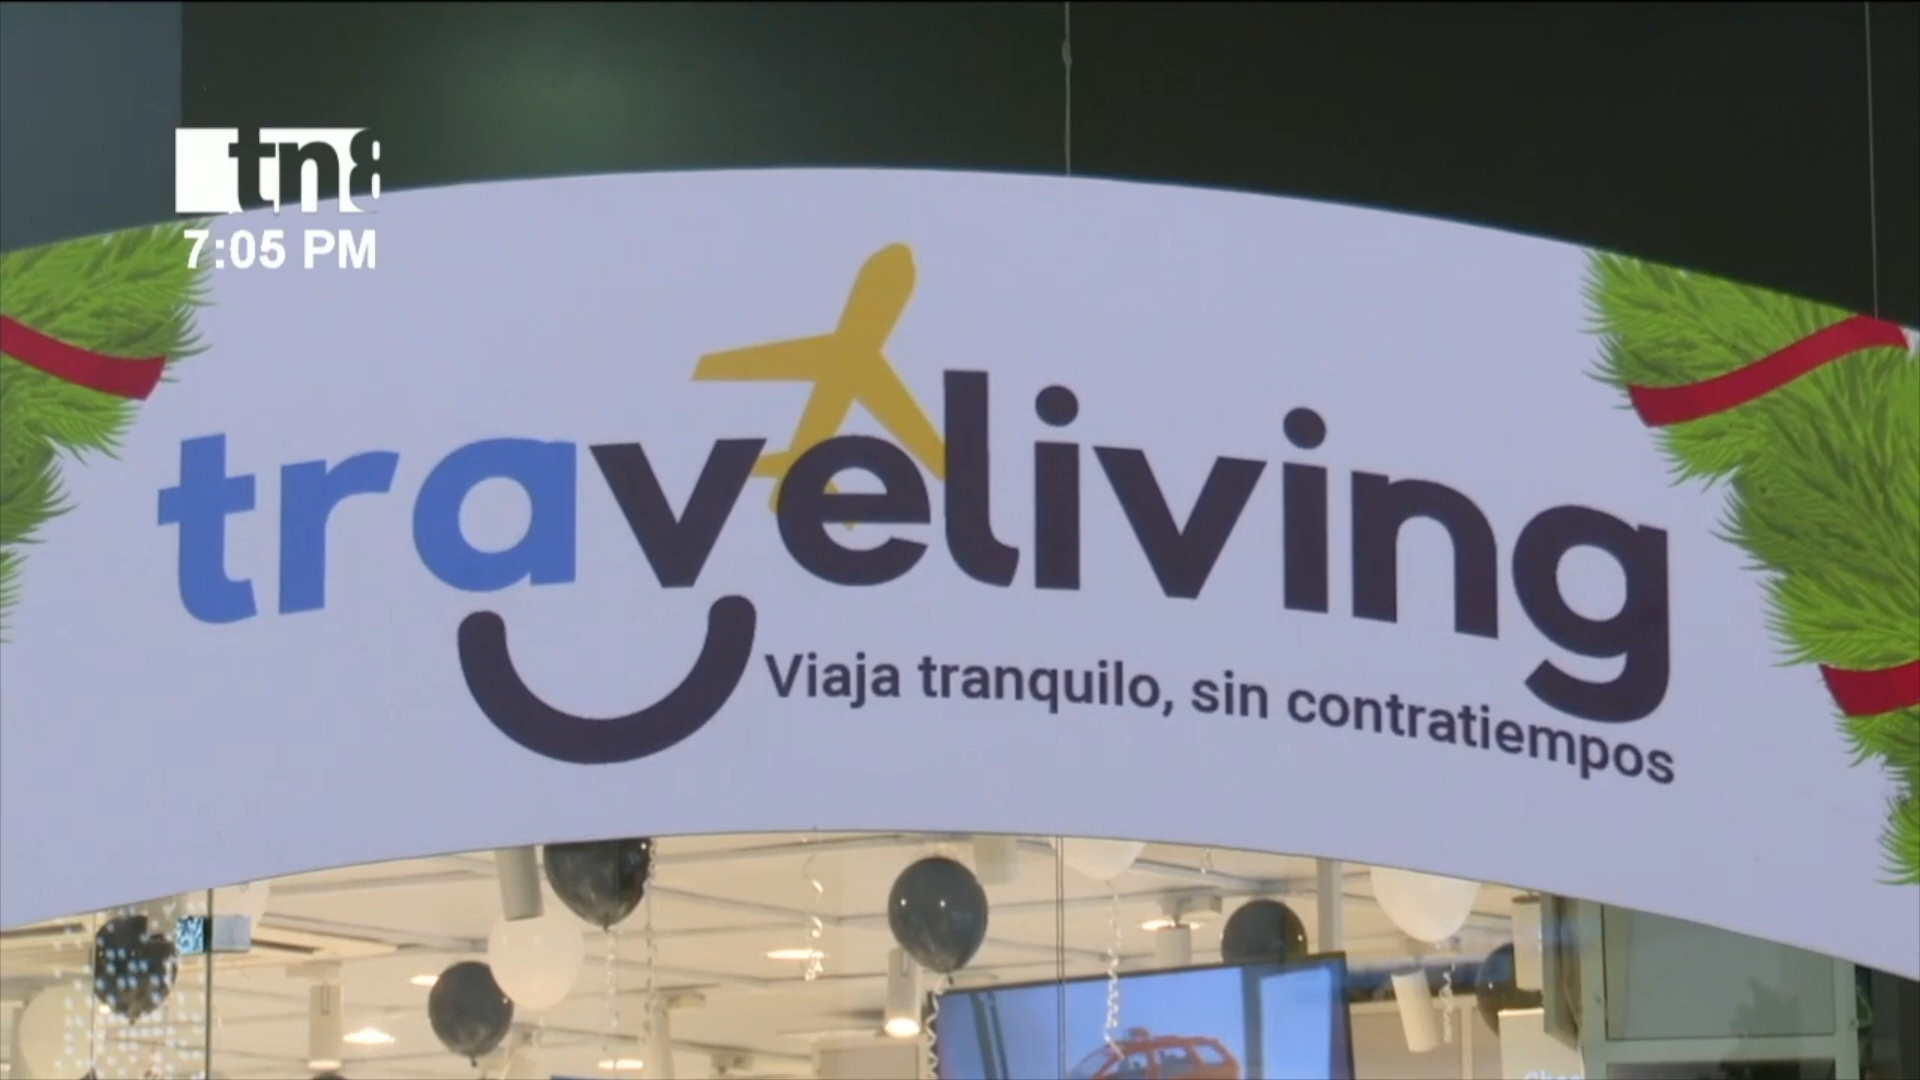 tn8
7:05 PM
traveliving
Viaja tranquilo, sin contratiempos